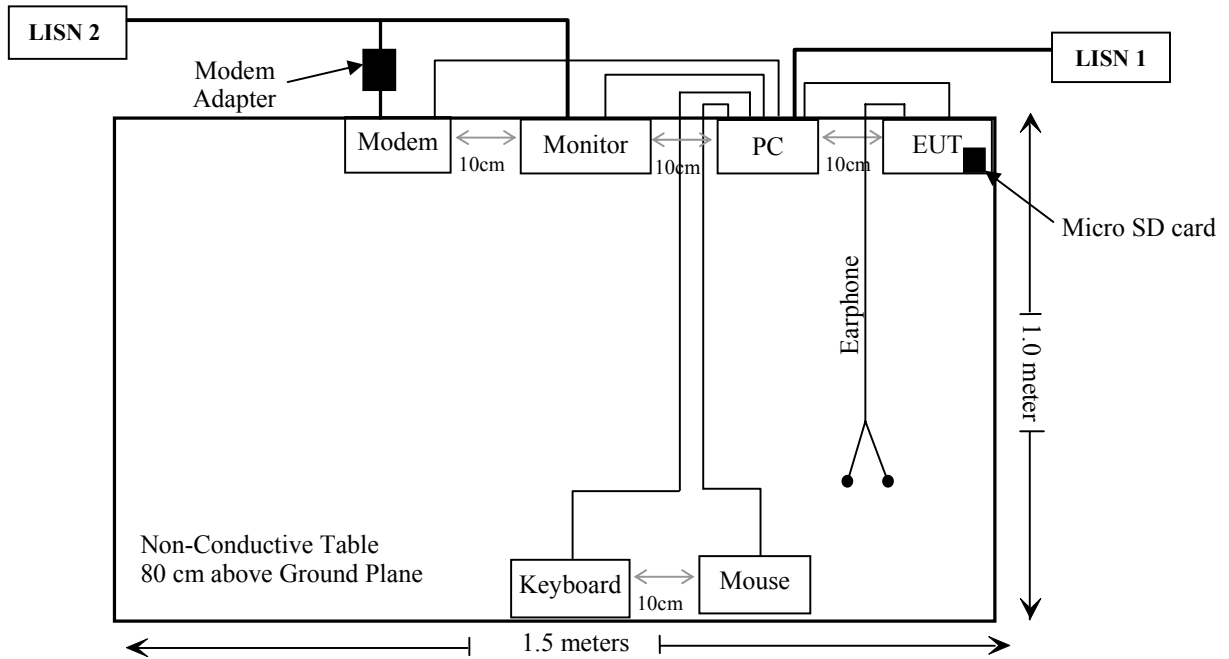 LISN 2
LISN 1
Modem
Adapter
Modem
10cm
Monitor
10cm
PC
10cm
EUT
Micro SD card
Earphone
1.0 meter
Non-Conductive Table
80 cm above Ground Plane
Keyboard
10cm
Mouse
1.5 meters